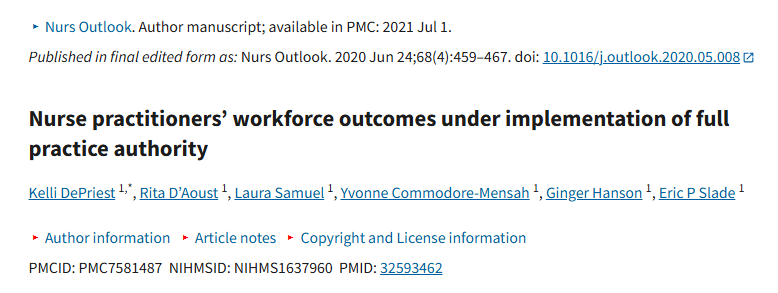 Nurs Outlook. Author manuscript; available in PMC: 2021 Jul 1.
Published in final edited form as: Nurs Outlook. 2020 Jun 24;68(4):459–467. doi: 10.1016/j.outlook.2020.05.008
Nurse practitioners’ workforce outcomes under implementation of full
practice authority
Kelli DePriest 1,*, Rita D’Aoust 1, Laura Samuel 1, Yvonne Commodore-Mensah 1, Ginger Hanson 1, Eric P Slade 1
Author information Article notes Copyright and License information
PMCID: PMC7581487 NIHMSID: NIHMS1637960 PMID: 32593462